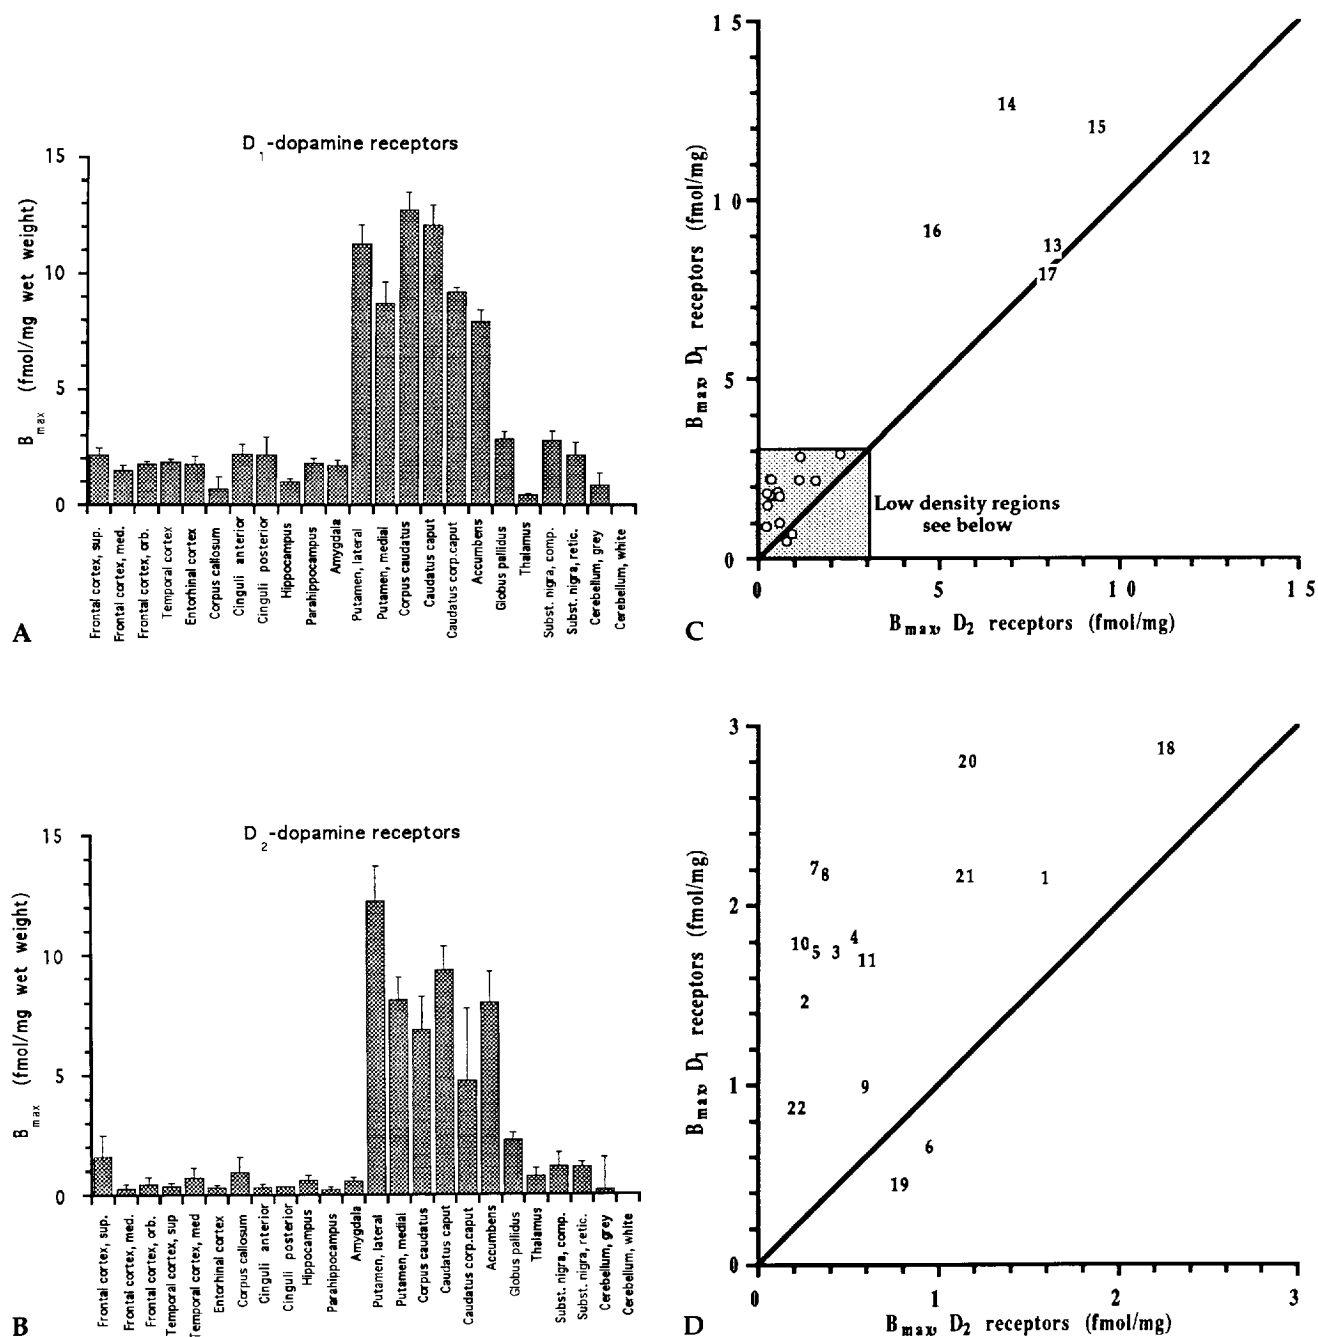 D1-dopamine receptors
15
10
5
0
Bmax (fmol/mg wet weight)
Frontal cortex, sup.
Frontal cortex, med.
Frontal cortex, orb.
Temporal cortex
Entorhinal cortex
Corpus callosum
Cinguli anterior
Cinguli posterior
Hippocampus
Parahippocampus
Amygdala
Putamen, lateral
Putamen, medial
Corpus caudatus
Caudatus caput
Caudatus corp.caput
Accumbens
Globus pallidus
Thalamus
Subst. nigra, comp.
Subst. nigra, retic.
Cerebellum, grey
Cerebellum, white
A
15
10
5
0
Bmax, D1 receptors (fmol/mg)
14
15
12
16
13
17
Low density regions
see below
0
5
10
15
Bmax, D2 receptors (fmol/mg)
C
D2-dopamine receptors
15
10
5
0
Bmax (fmol/mg wet weight)
Frontal cortex, sup.
Frontal cortex, med.
Frontal cortex, orb.
Temporal cortex, sup
Temporal cortex, med
Entorhinal cortex
Corpus callosum
Cinguli anterior
Cinguli posterior
Hippocampus
Parahippocampus
Amygdala
Putamen, lateral
Putamen, medial
Corpus caudatus
Caudatus caput
Caudatus corp.caput
Accumbens
Globus pallidus
Thalamus
Subst. nigra, comp.
Subst. nigra, retic.
Cerebellum, grey
Cerebellum, white
B
3
2
1
0
Bmax, D1 receptors (fmol/mg)
18
20
7
8
21
1
10
5
3
4
11
2
9
22
6
19
0
1
2
3
Bmax, D2 receptors (fmol/mg)
D